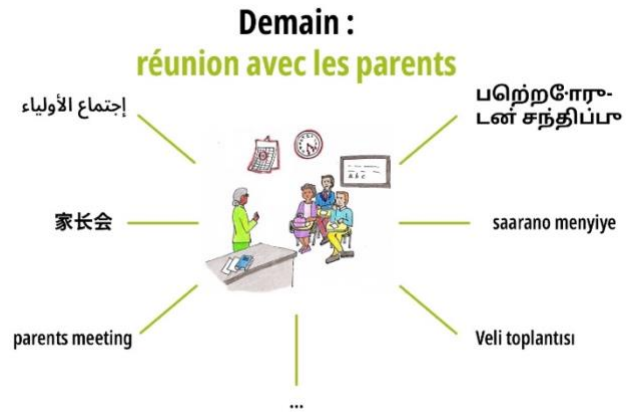 Demain :
réunion avec les parents
إجتماع الأولياء
பெற்றோரு-
டன் சந்திப்பு
家长会
saarano menyiye
parents meeting
Veli toplantısı
...